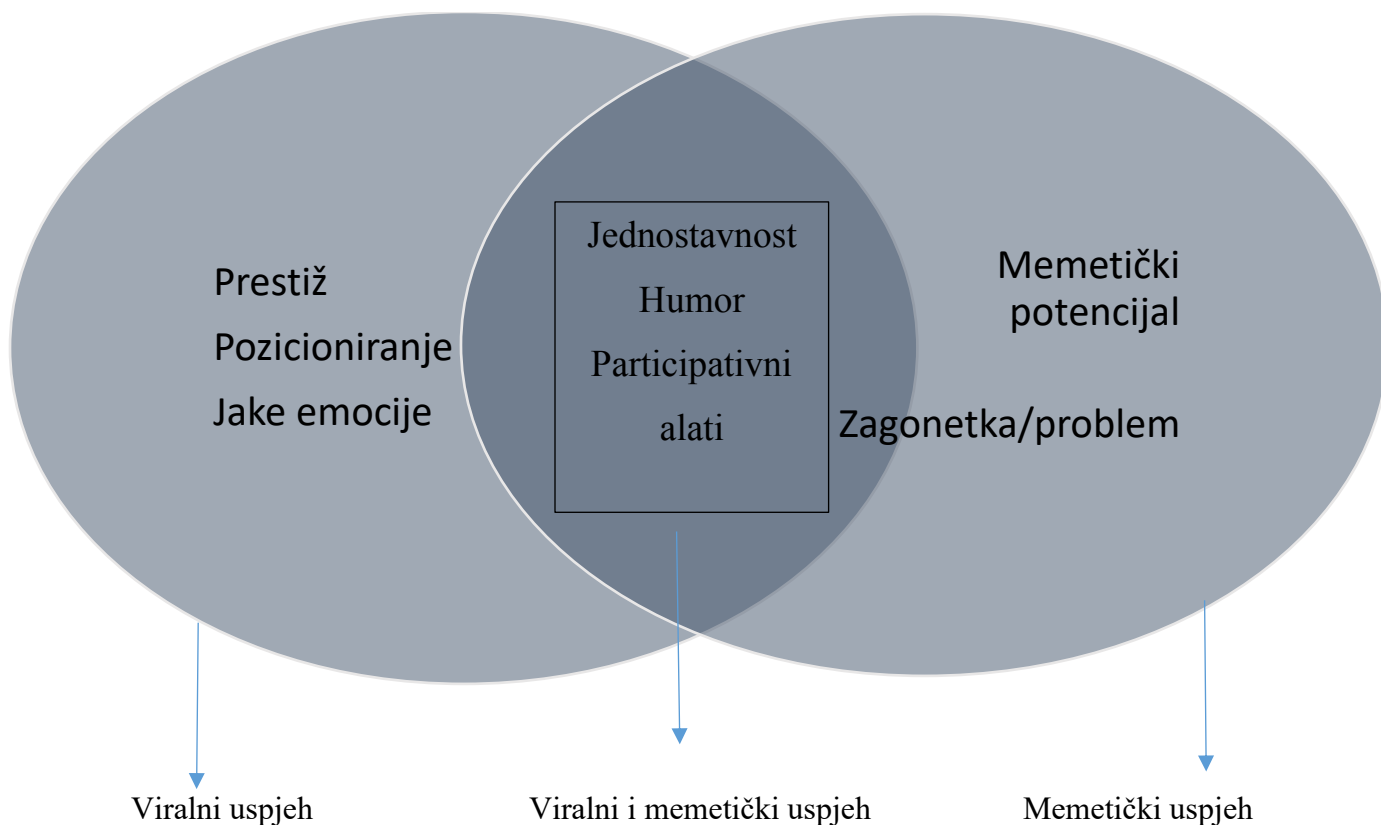 Prestiž
Pozicioniranje
Jake emocije
Jednostavnost
Humor
Participativni
alati
Memetički
potencijal
Zagonetka/problem
Viralni uspjeh
Viralni i memetički uspjeh
Memetički uspjeh